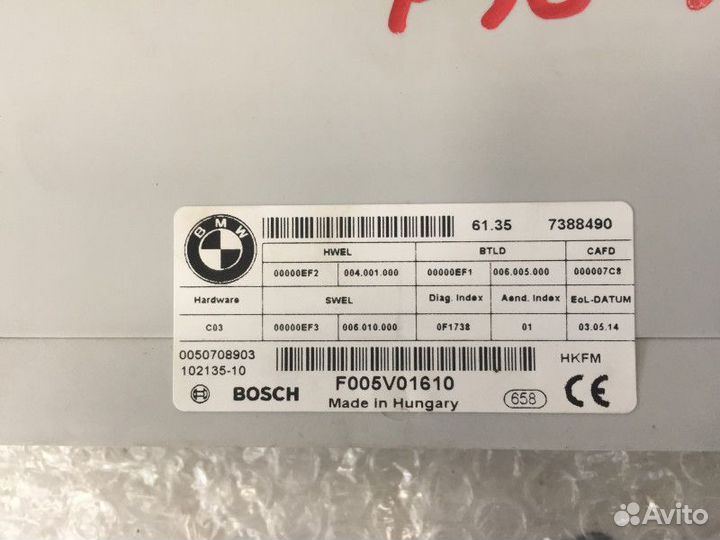 BMW
61.35 7388490
HWEL BTLD CAFD
00000EF2 004.001.000 00000EF1 006.005.000 000007C8
Hardware SWEL Diag. Index Aend. Index EoL-DATUM
C03 00000EF3 006.010.000 0F1738 01 03.05.14
0050708903 HKFM
102135-10
BOSCH F005V01610 658 CE
Made in Hungary
Avito